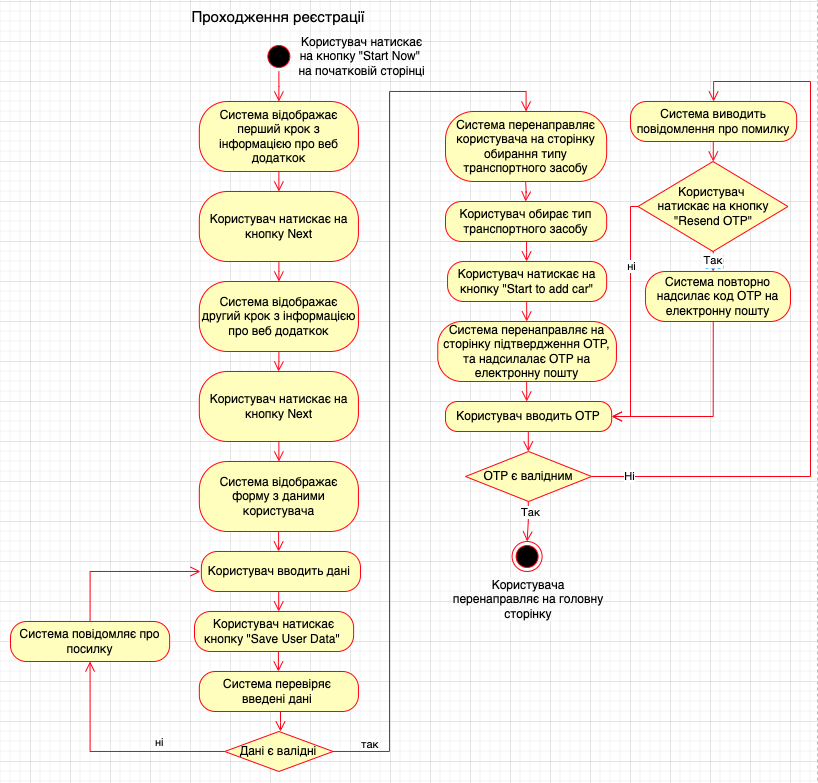 Проходження реєстрації
Користувач натискає
на кнопку "Start Now"
на початковій сторінці
Система відображає
перший крок з
інформацією про веб
додаткок
Користувач натискає на
кнопку Next
Система відображає
другий крок з інформацією
про веб додаткок
Користувач натискає на
кнопку Next
Система відображає
форму з даними
користувача
Користувач вводить дані
Користувач натискає
кнопку "Save User Data"
Система повідомляє про
посилку
Система перевіряє
введені дані
Дані є валідні
ні
так
Система перенаправляє
користувача на сторінку
обирання типу
транспортного засобу
Користувач обирає тип
транспортного засобу
Користувач натискає на
кнопку "Start to add car"
Система перенаправляє на
сторінку підтвердження OTP,
та надсилалає OTP на
електронну пошту
Користувач вводить OTP
OTP є валідним
Ні
Так
Користувача
перенаправляє на головну
сторінку
Система виводить
повідомлення про помилку
Користувач
натискає на кнопку
"Resend OTP"
ні
Так
Система повторно
надсилає код OTP на
електронну пошту